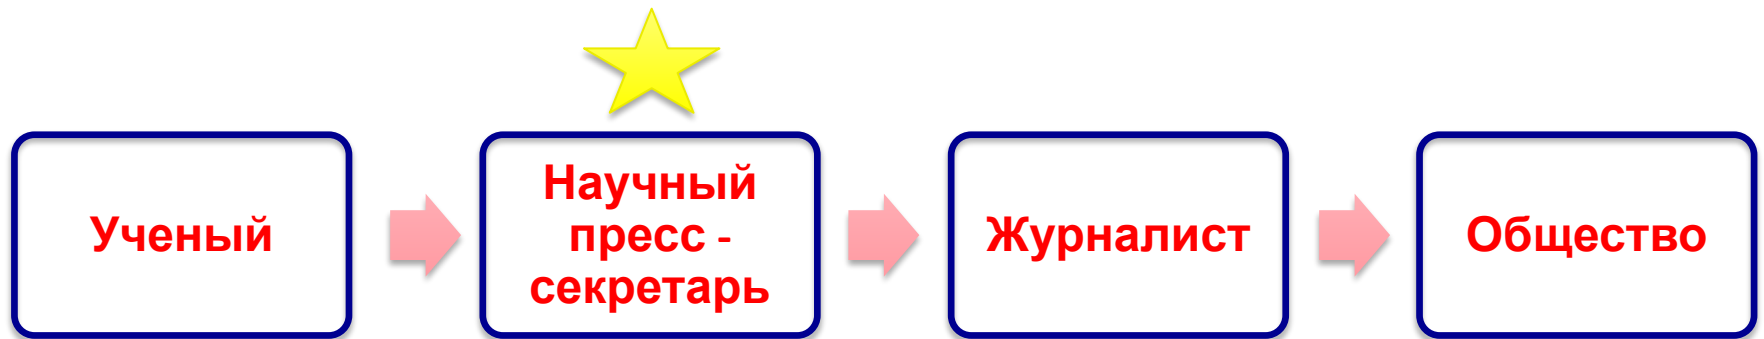 Ученый
Научный
пресс -
секретарь
Журналист
Общество